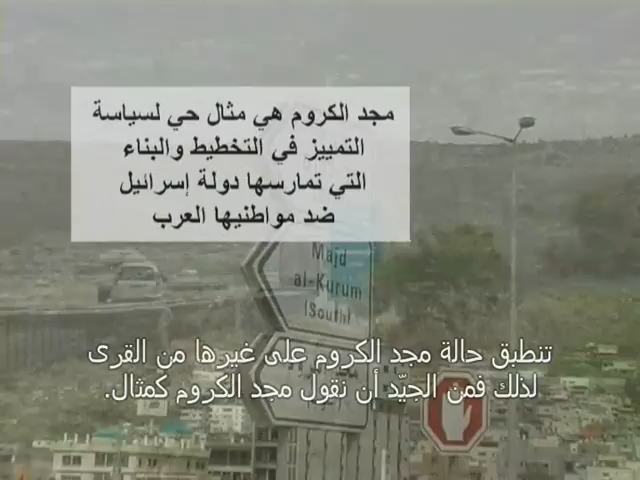 مجد الكروم هي مثال حي لسياسة
التمييز في التخطيط والبناء
التي تمارسها دولة إسرائيل
ضد مواطنيها العرب
Majd
al-Kurum
(South)
تنطبق حالة مجد الكروم على غيرها من القرى
لذلك فمن الجيّد أن نقول مجد الكروم كمثال.